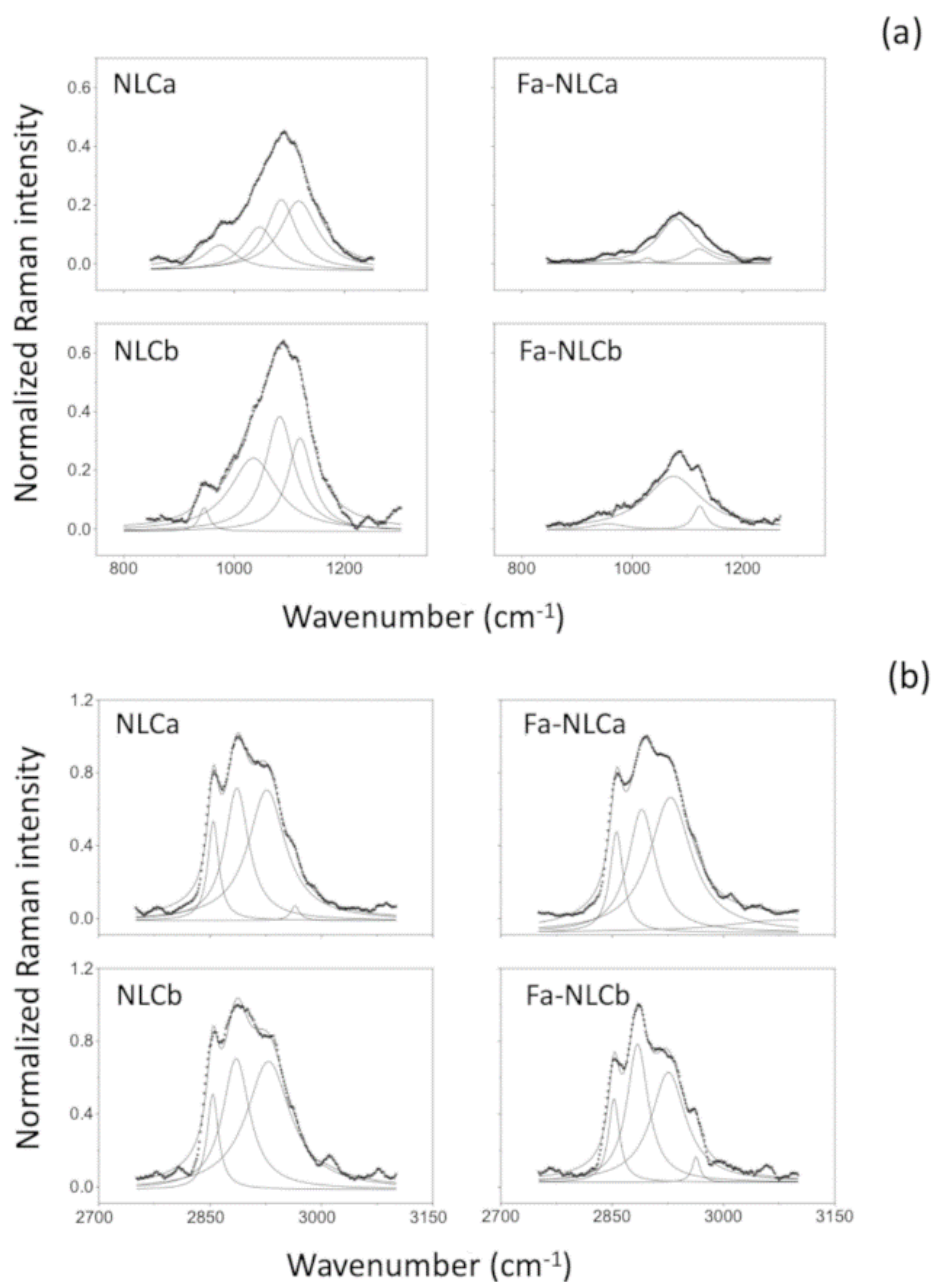 (a)
Normalized Raman intensity
NLCa
Fa-NLCa
0.6
0.4
0.2
0.0
NLCb
Fa-NLCb
0.6
0.4
0.2
0.0
800
1000
1200
800
1000
1200
Wavenumber (cm-1)
(b)
Normalized Raman intensity
1.2
NLCa
Fa-NLCa
0.8
0.4
0.0
1.2
NLCb
Fa-NLCb
0.8
0.4
0.0
2700
2850
3000
3150
2700
2850
3000
3150
Wavenumber (cm-1)